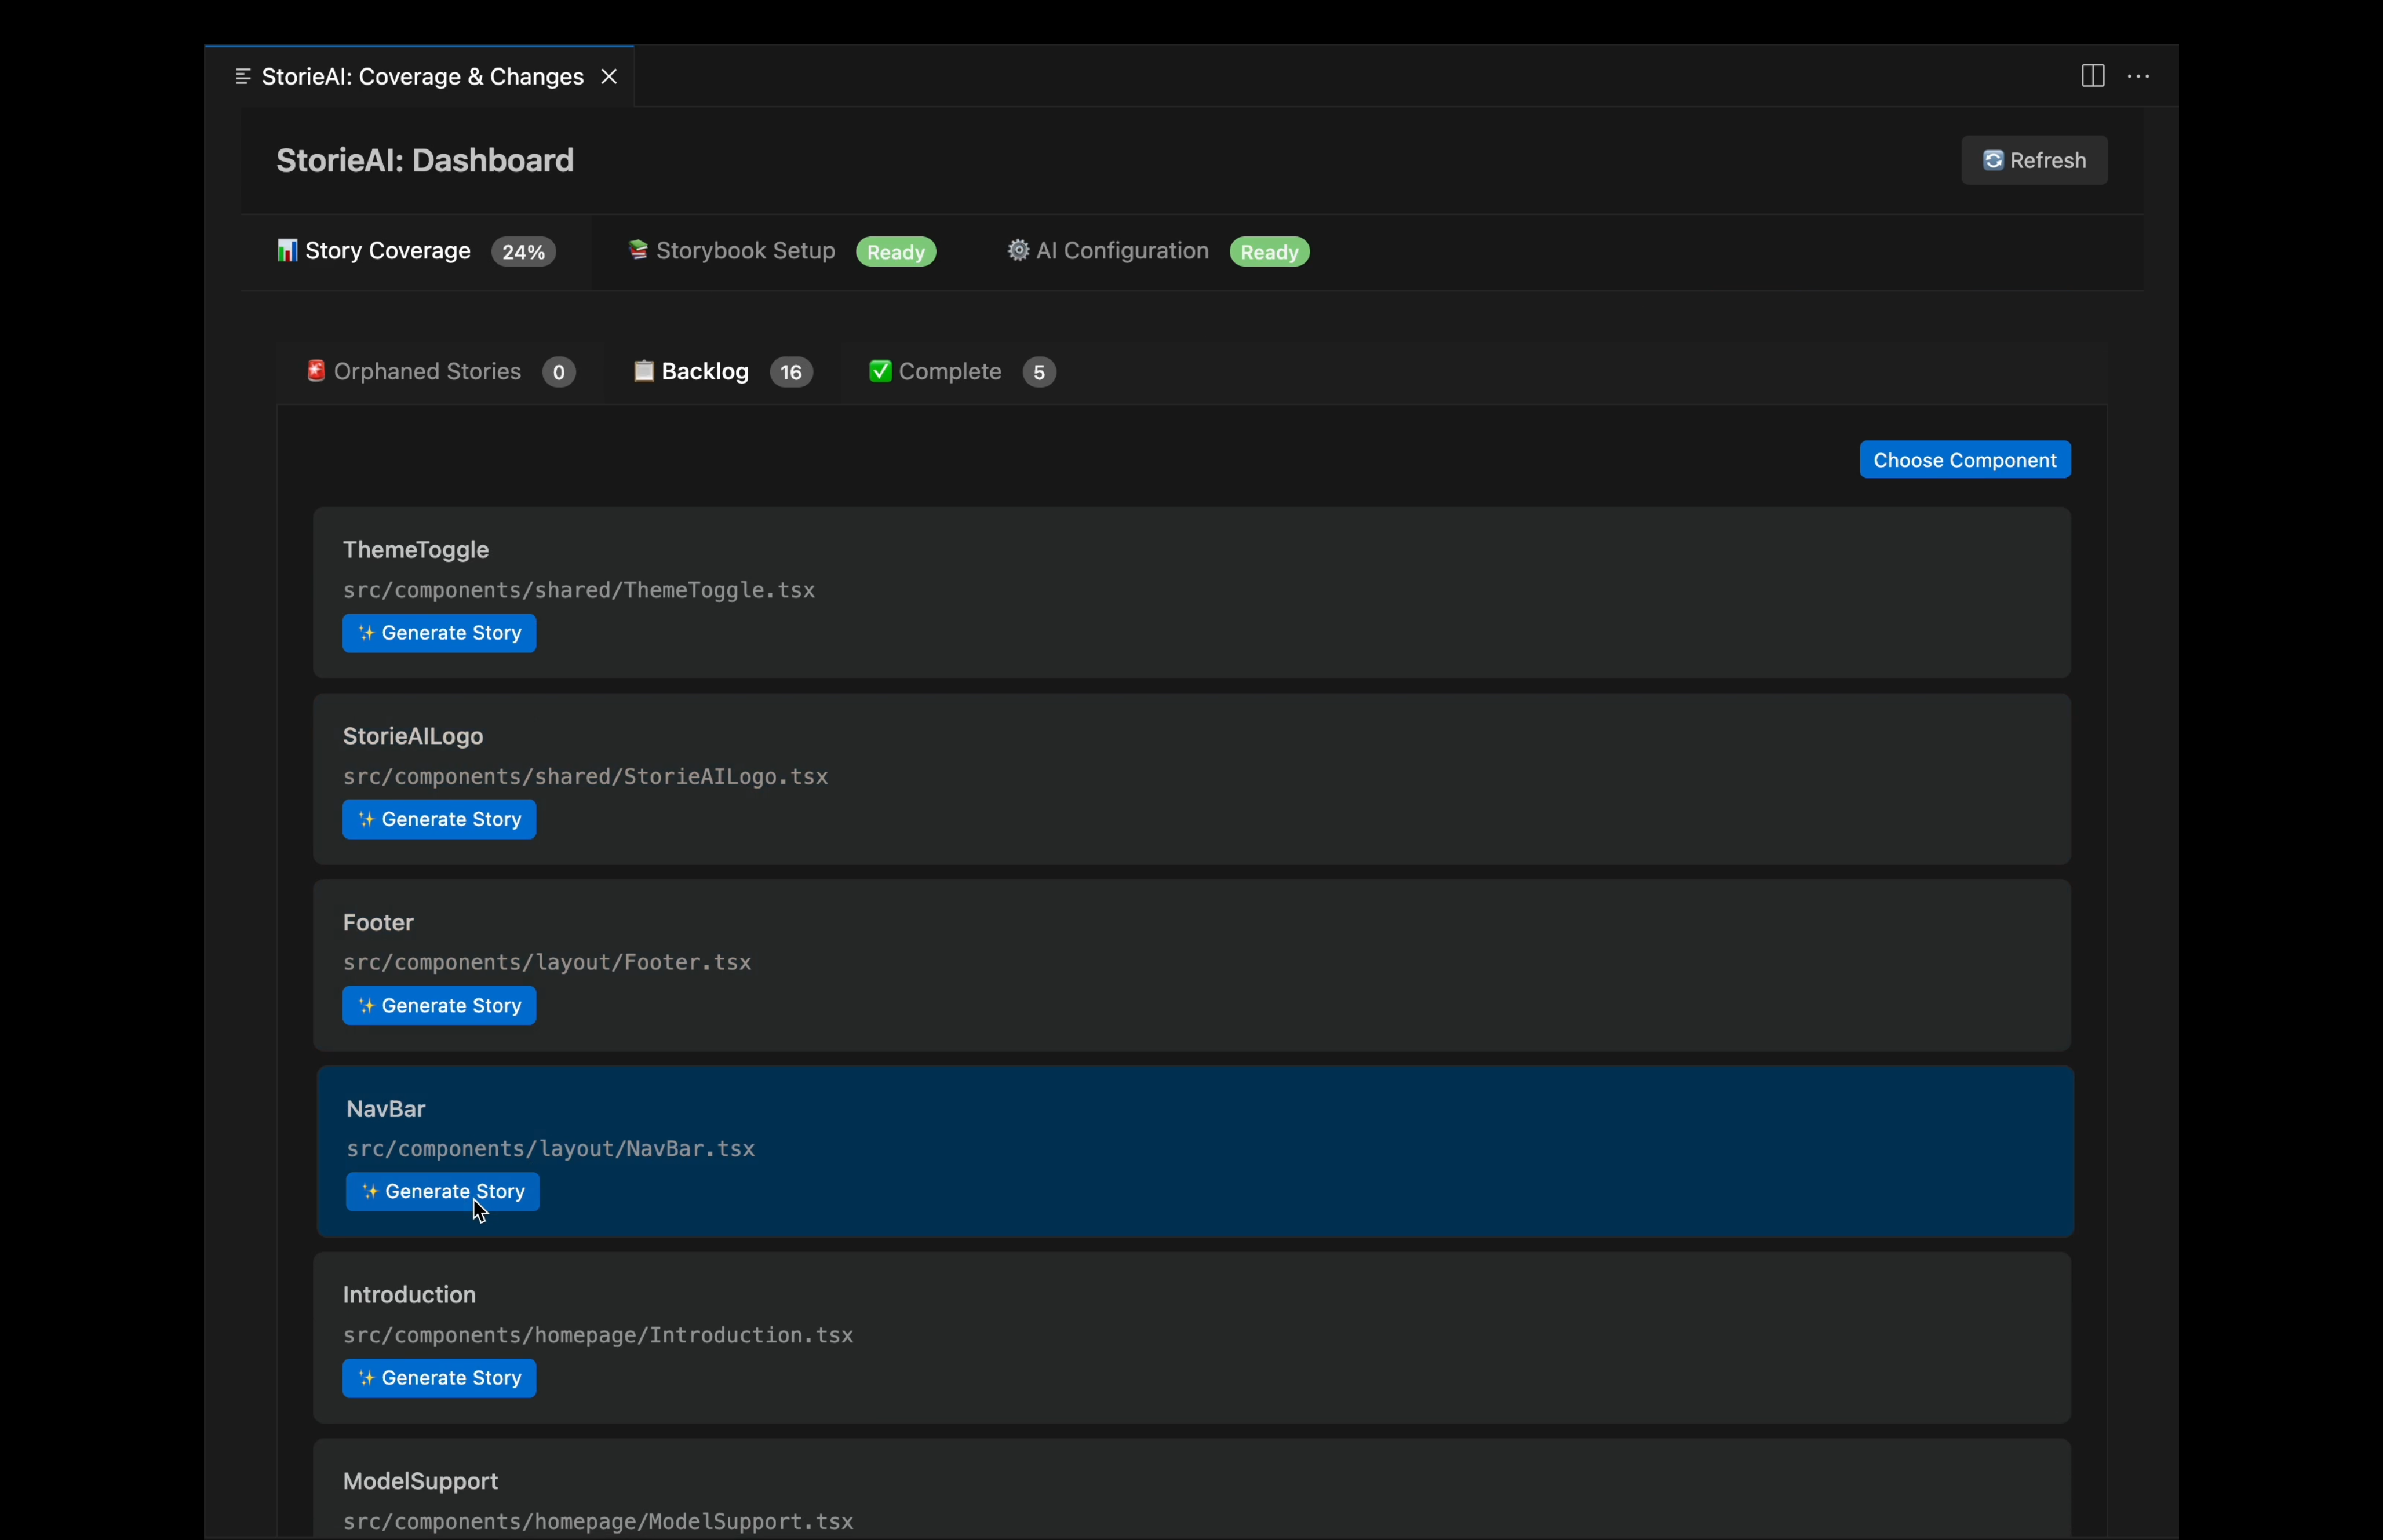 StorieAI: Coverage & Changes
StorieAI: Dashboard
Refresh
Story Coverage 24% Storybook Setup Ready AI Configuration Ready
Orphaned Stories 0 Backlog 16 Complete 5
Choose Component
ThemeToggle
src/components/shared/ThemeToggle.tsx
Generate Story
StorieAILogo
src/components/shared/StorieAILogo.tsx
Generate Story
Footer
src/components/layout/Footer.tsx
Generate Story
NavBar
src/components/layout/NavBar.tsx
Generate Story
Introduction
src/components/homepage/Introduction.tsx
Generate Story
ModelSupport
src/components/homepage/ModelSupport.tsx